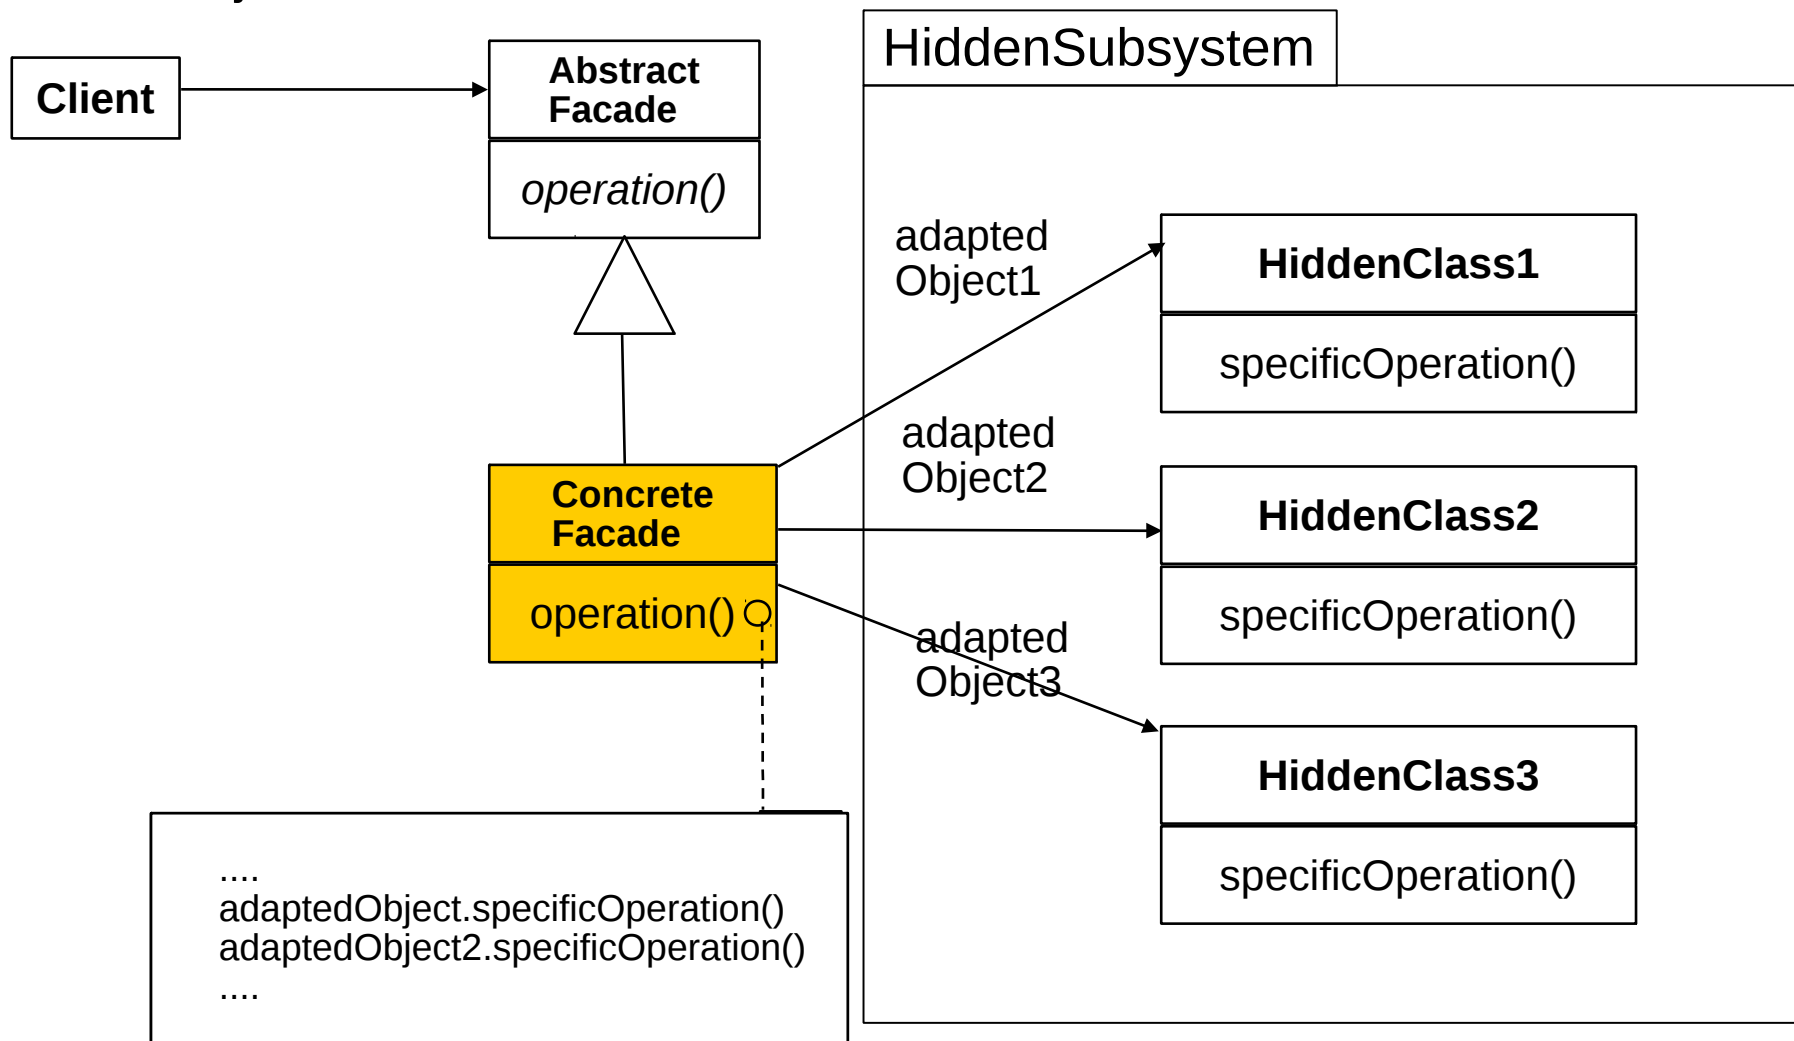 HiddenSubsystem
Client
Abstract
Facade
operation()
adapted
Object1
HiddenClass1
specificOperation()
adapted
Object2
Concrete
Facade
operation()
HiddenClass2
specificOperation()
adapted
Object3
HiddenClass3
specificOperation()
....
adaptedObject.specificOperation()
adaptedObject2.specificOperation()
....